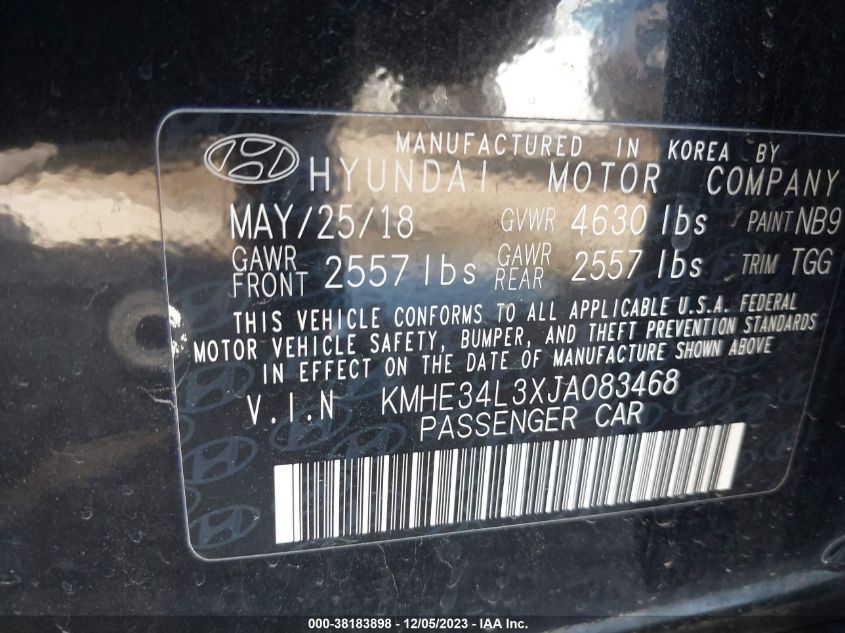 MANUFACTURED IN KOREA BY
HYUNDAI MOTOR COMPANY
MAY/25/18 GVWR 4630 lbs PAINT NB9
GAWR FRONT 2557 lbs GAWR REAR 2557 lbs TRIM TGG
THIS VEHICLE CONFORMS TO ALL APPLICABLE U.S.A. FEDERAL
MOTOR VEHICLE SAFETY, BUMPER, AND THEFT PREVENTION STANDARDS
IN EFFECT ON THE DATE OF MANUFACTURE SHOWN ABOVE
V.I.N KMHE34L3XJA083468
PASSENGER CAR
000-38183898 - 12/05/2023 - IAA Inc.